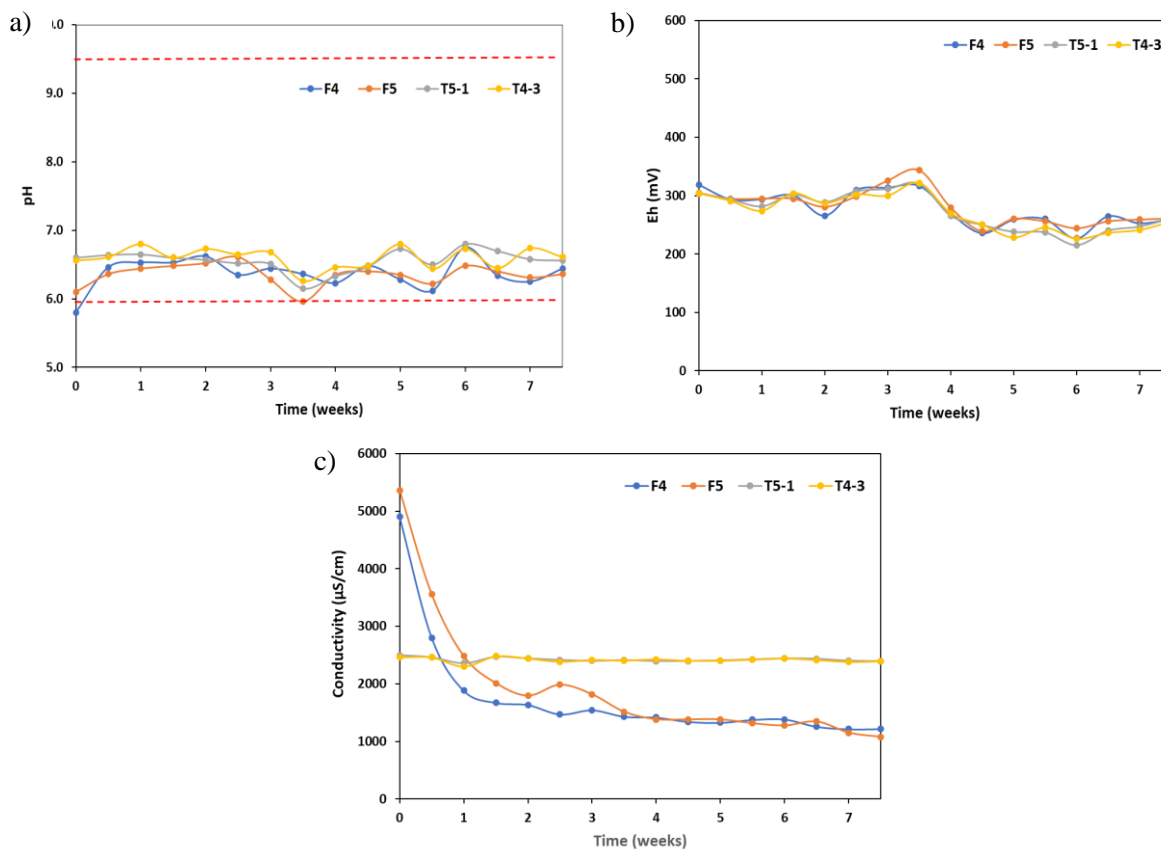 a)
.0
9.0
8.0
7.0
6.0
5.0
pH
F4 F5 T5-1 T4-3
0 1 2 3 4 5 6 7
Time (weeks)
b)
600
500
400
300
200
100
0
Eh (mV)
F4 F5 T5-1 T4-3
0 1 2 3 4 5 6 7
Time (weeks)
c)
6000
5000
4000
3000
2000
1000
0
Conductivity (µS/cm)
F4 F5 T5-1 T4-3
0 1 2 3 4 5 6 7
Time (weeks)